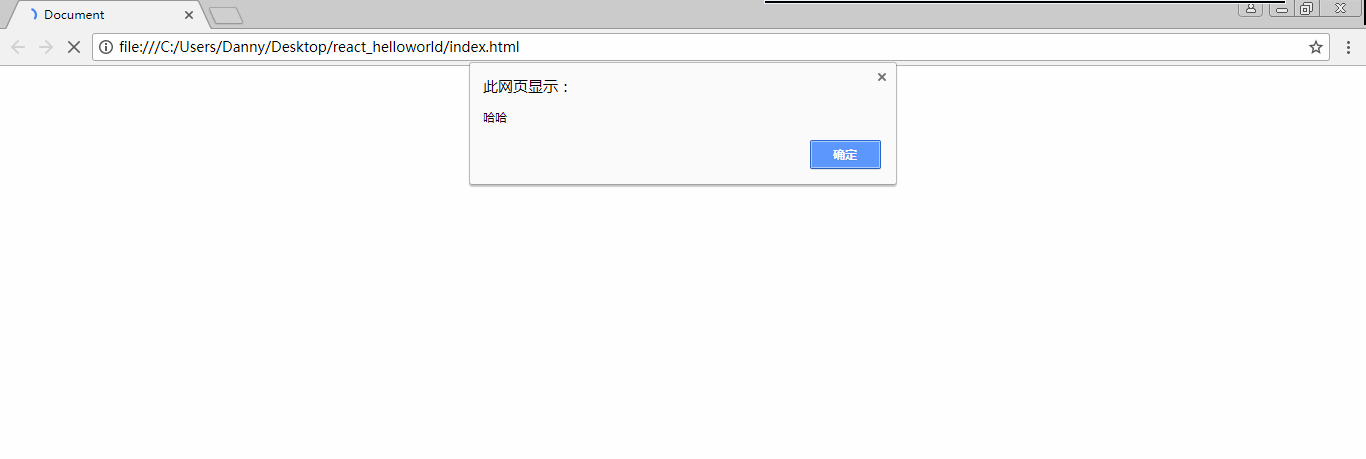 Document
file:///C:/Users/Danny/Desktop/react_helloworld/index.html
此网页显示：
哈哈
确定